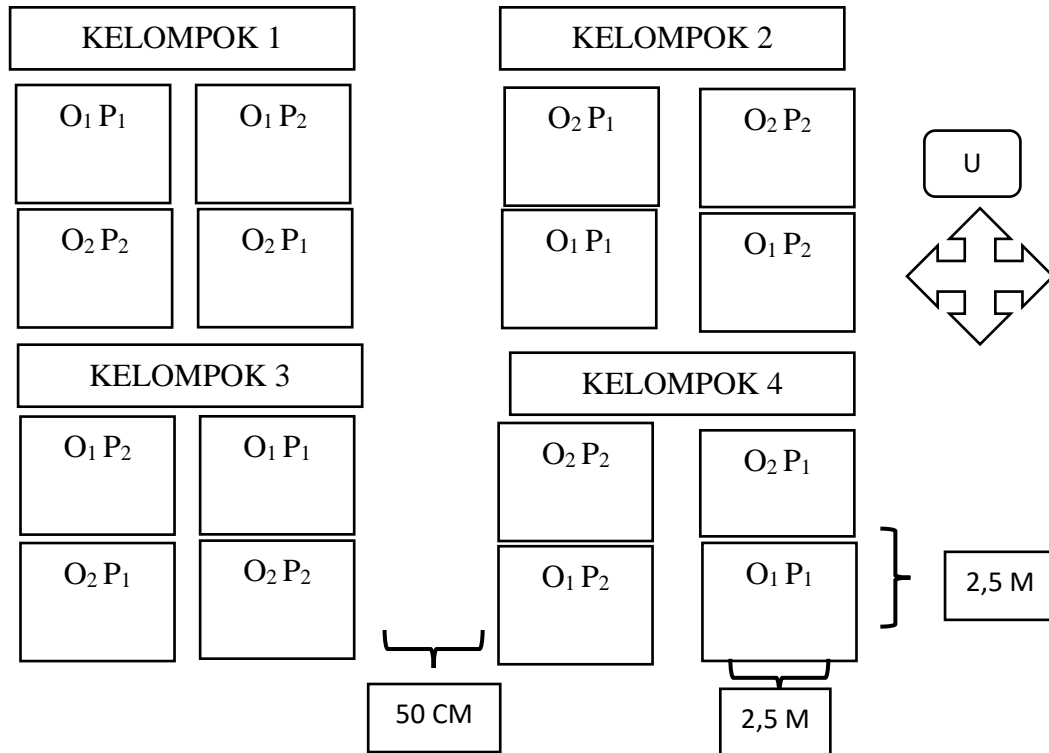 KELOMPOK 1
KELOMPOK 2
O₁ P₁
O₁ P₂
O₂ P₁
O₂ P₂
U
O₂ P₂
O₂ P₁
O₁ P₁
O₁ P₂
KELOMPOK 3
KELOMPOK 4
O₁ P₂
O₁ P₁
O₂ P₂
O₂ P₁
O₂ P₁
O₂ P₂
O₁ P₂
O₁ P₁
2,5 M
50 CM
2,5 M